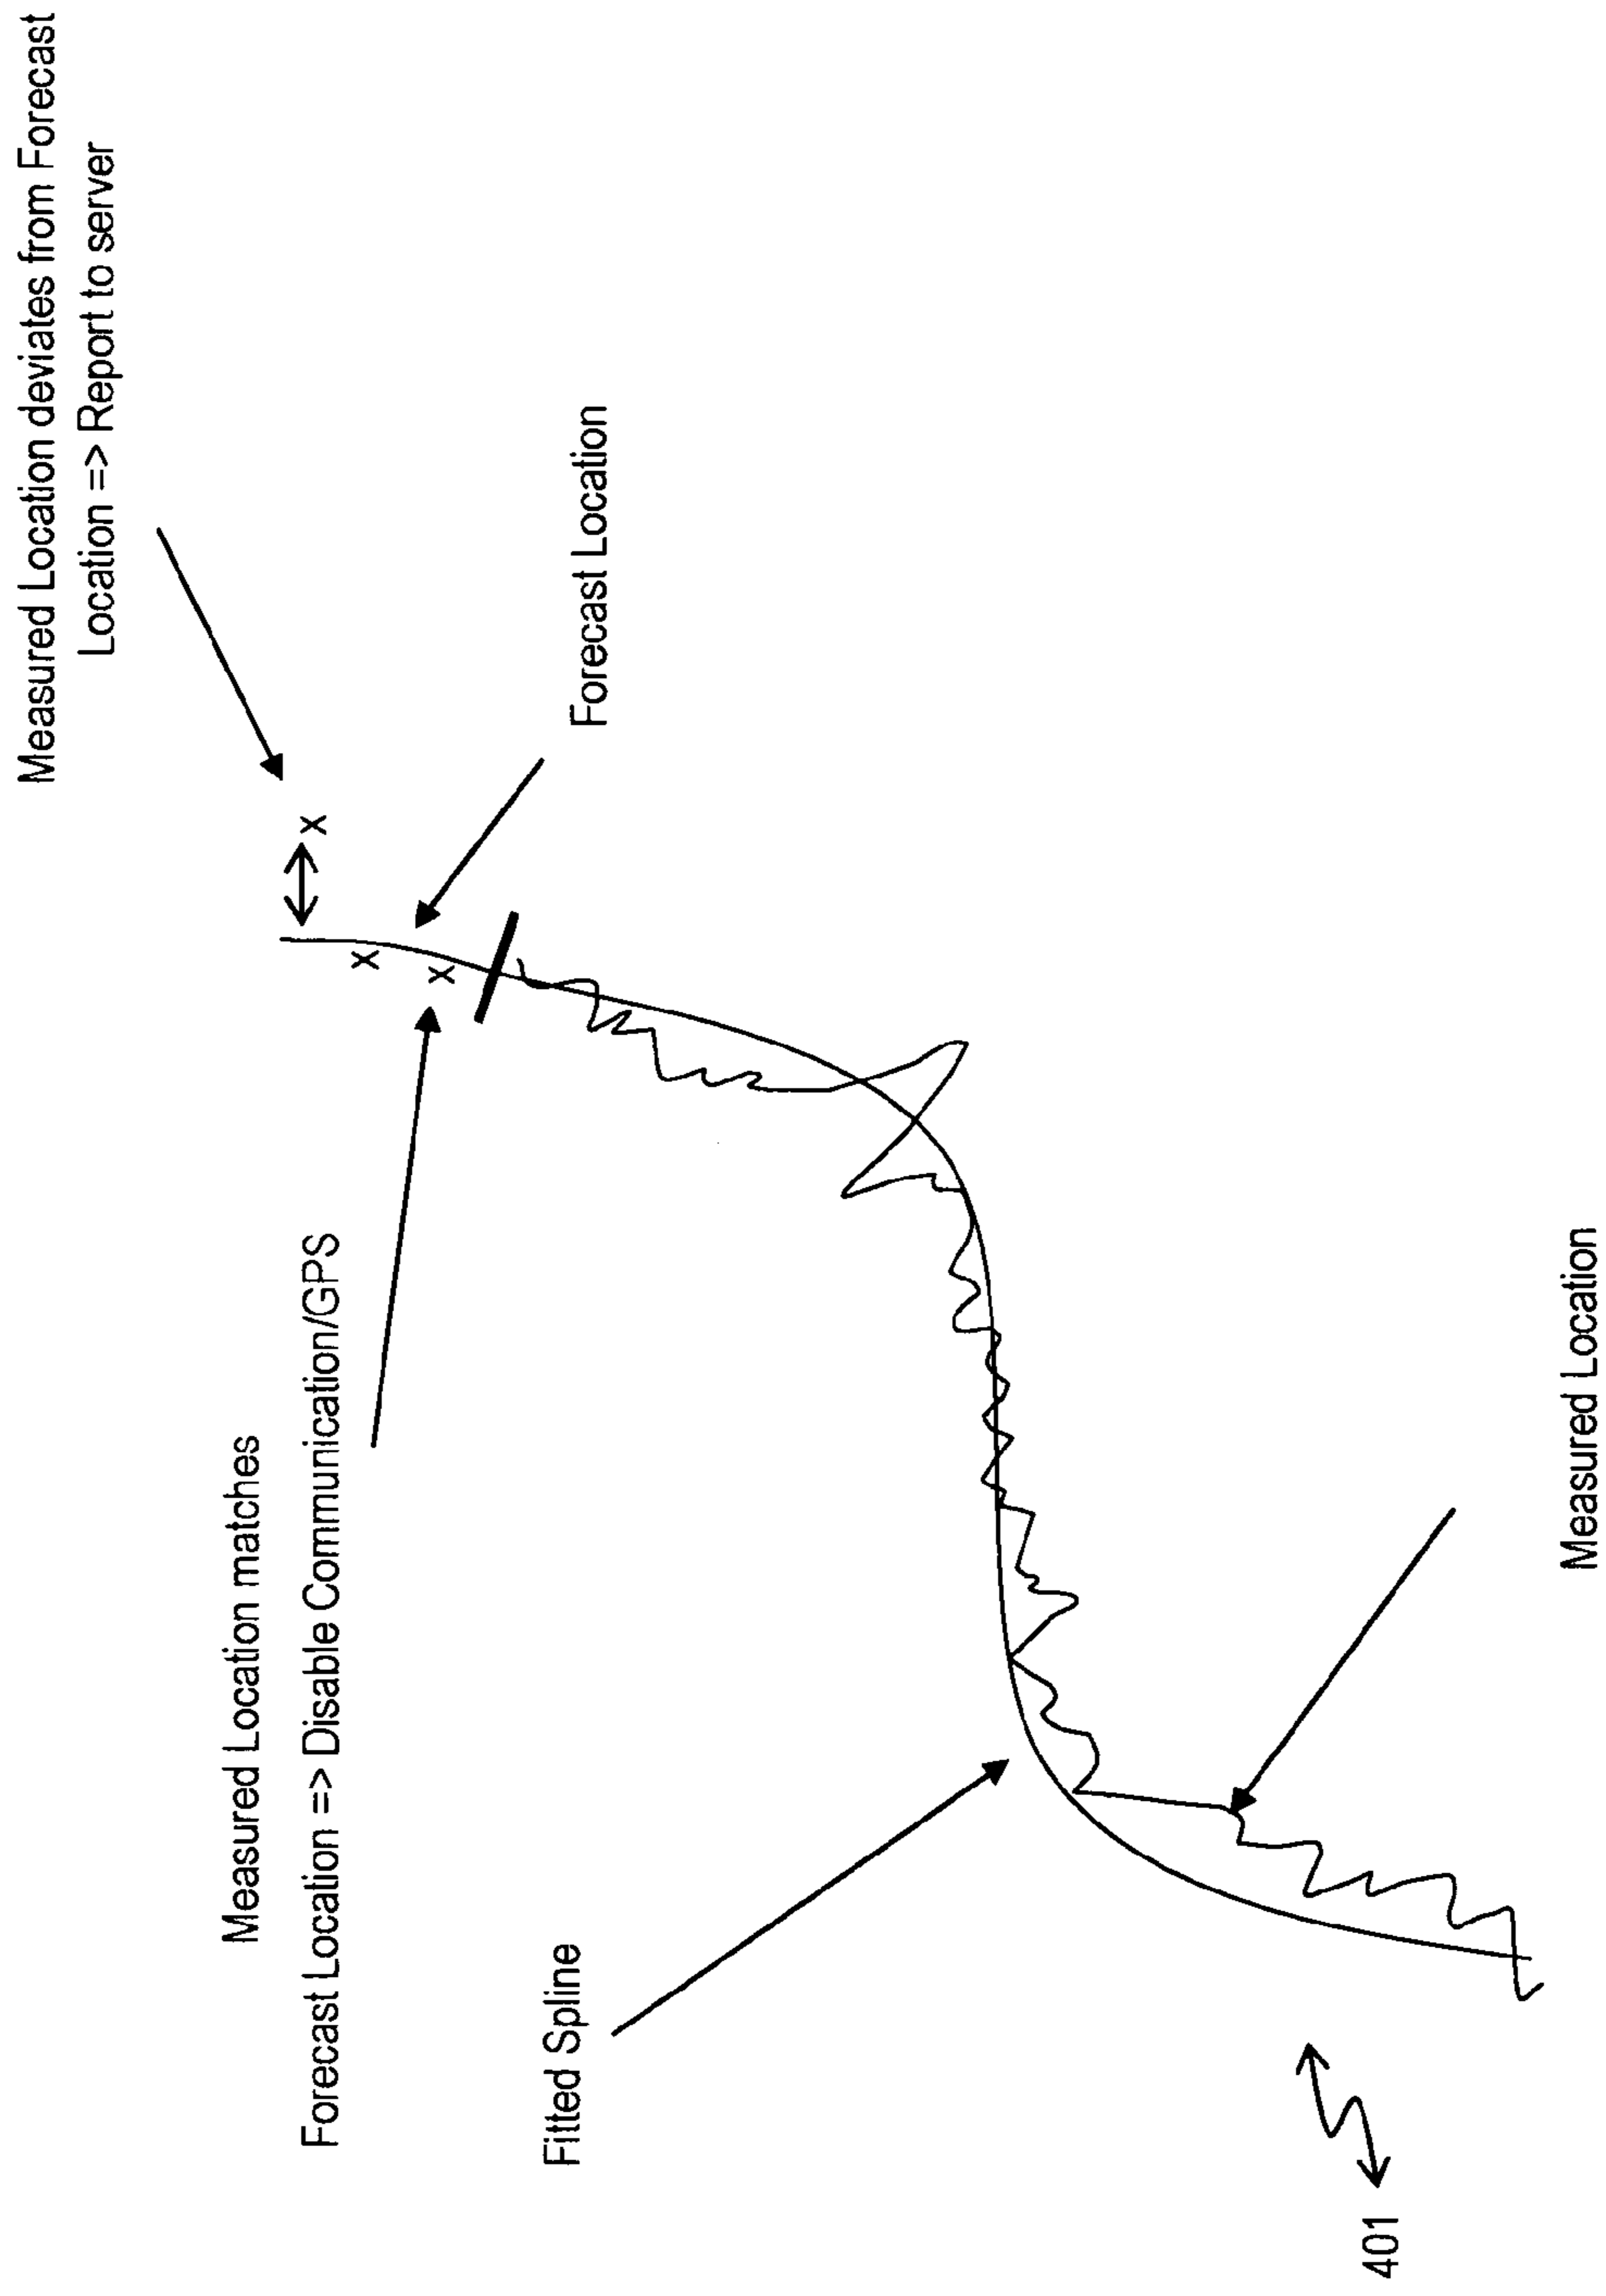 Measured Location deviates from Forecast
Location => Report to server
Measured Location matches
Forecast Location => Disable Communication/GPS
Forecast Location
Fitted Spline
Measured Location
401
x
x
x